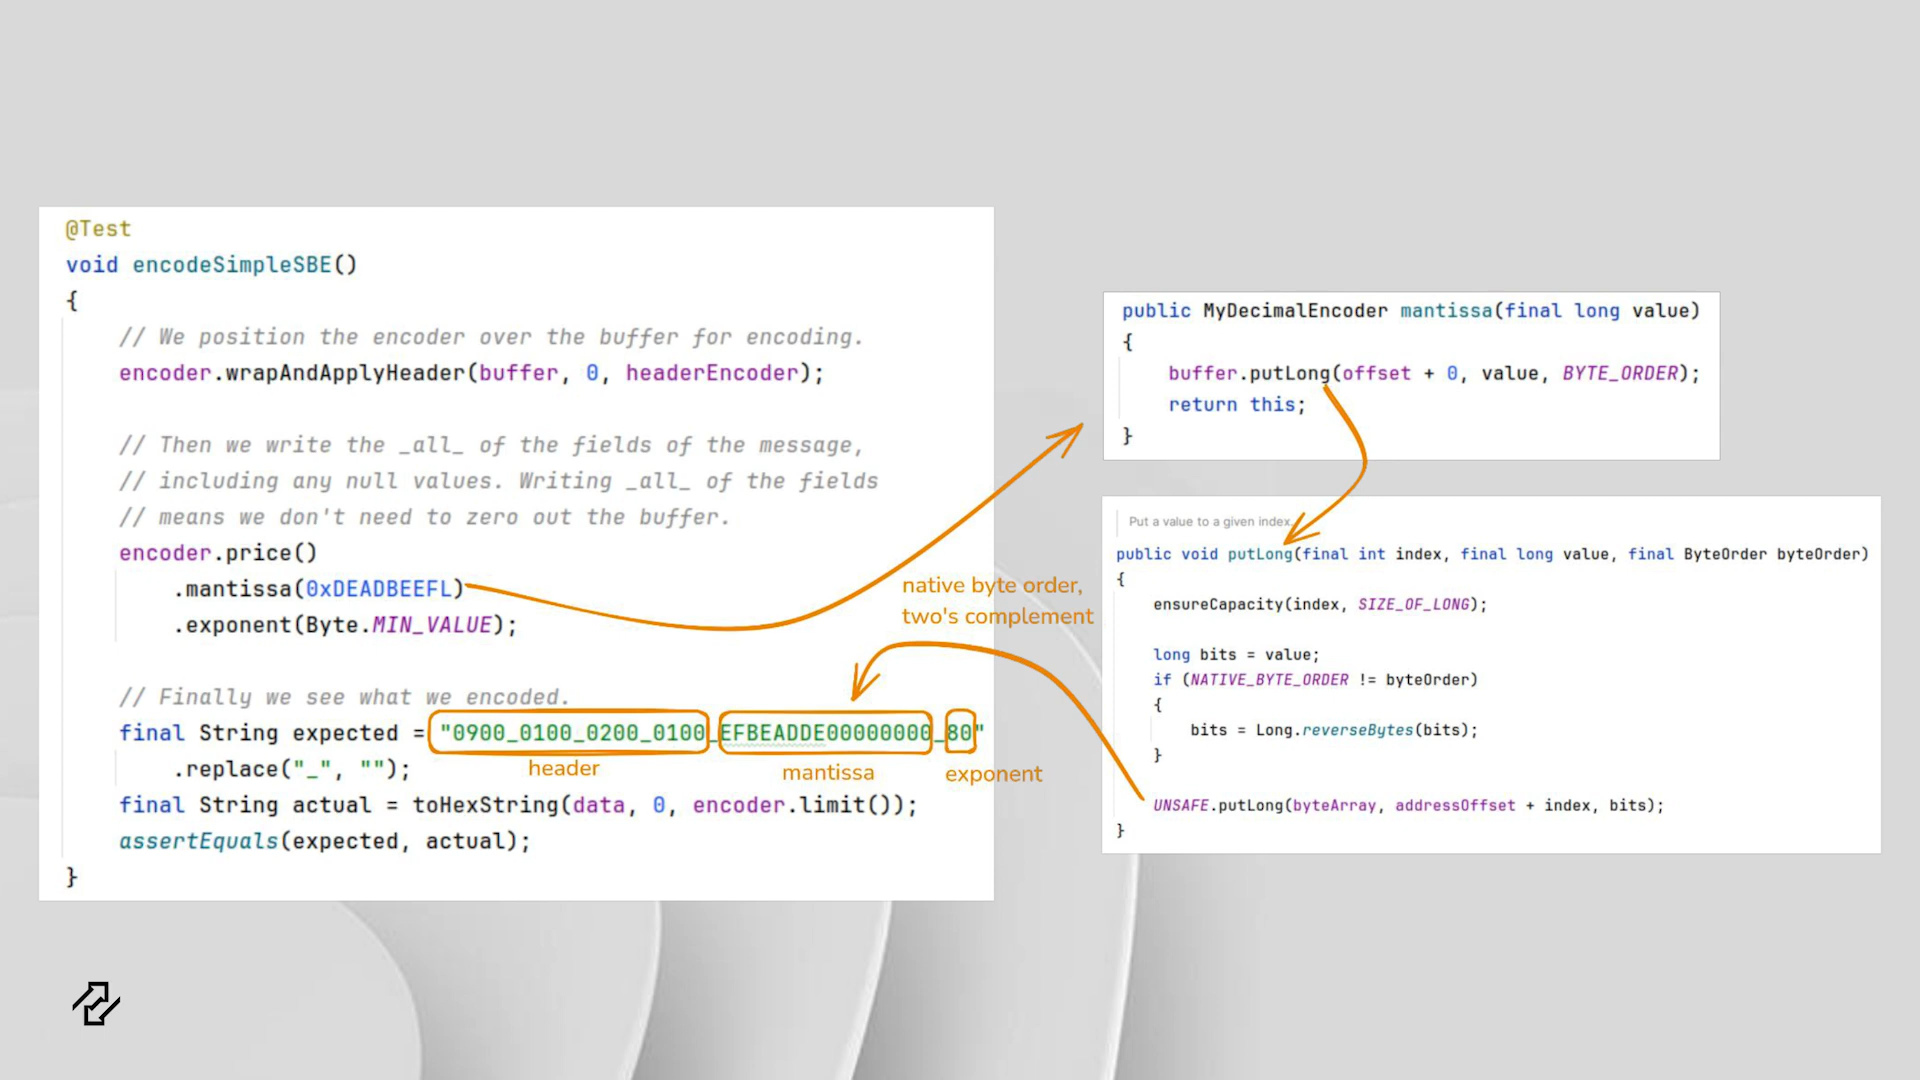 @Test
void encodeSimpleSBE()
{
// We position the encoder over the buffer for encoding.
encoder.wrapAndApplyHeader(buffer, 0, headerEncoder);
// Then we write the _all_ of the fields of the message,
// including any null values. Writing _all_ of the fields
// means we don't need to zero out the buffer.
encoder.price()
.mantissa(0xDEADBEEFL)
.exponent(Byte.MIN_VALUE);
// Finally we see what we encoded.
final String expected = "0900_0100_0200_0100_EFBEADDE00000000_80"
.replace("_", "");
header
mantissa
exponent
final String actual = toHexString(data, 0, encoder.limit());
assertEquals(expected, actual);
}
native byte order,
two's complement
public MyDecimalEncoder mantissa(final long value)
{
buffer.putLong(offset + 0, value, BYTE_ORDER);
return this;
}
Put a value to a given index.
public void putLong(final int index, final long value, final ByteOrder byteOrder)
{
ensureCapacity(index, SIZE_OF_LONG);
long bits = value;
if (NATIVE_BYTE_ORDER != byteOrder)
{
bits = Long.reverseBytes(bits);
}
UNSAFE.putLong(byteArray, addressOffset + index, bits);
}